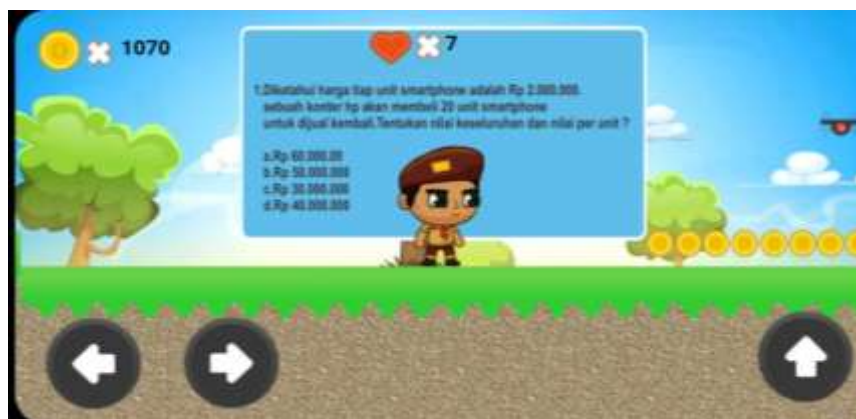 1070
7
1.Diketahui harga tiap unit smartphone adalah Rp 2.000.000.
sebuah konter hp akan membeli 20 unit smartphone
untuk dijual kembali.Tentukan nilai keseluruhan dan nilai per unit ?
a.Rp 60.000.00
b.Rp 50.000.000
c.Rp 30.000.000
d.Rp 40.000.000